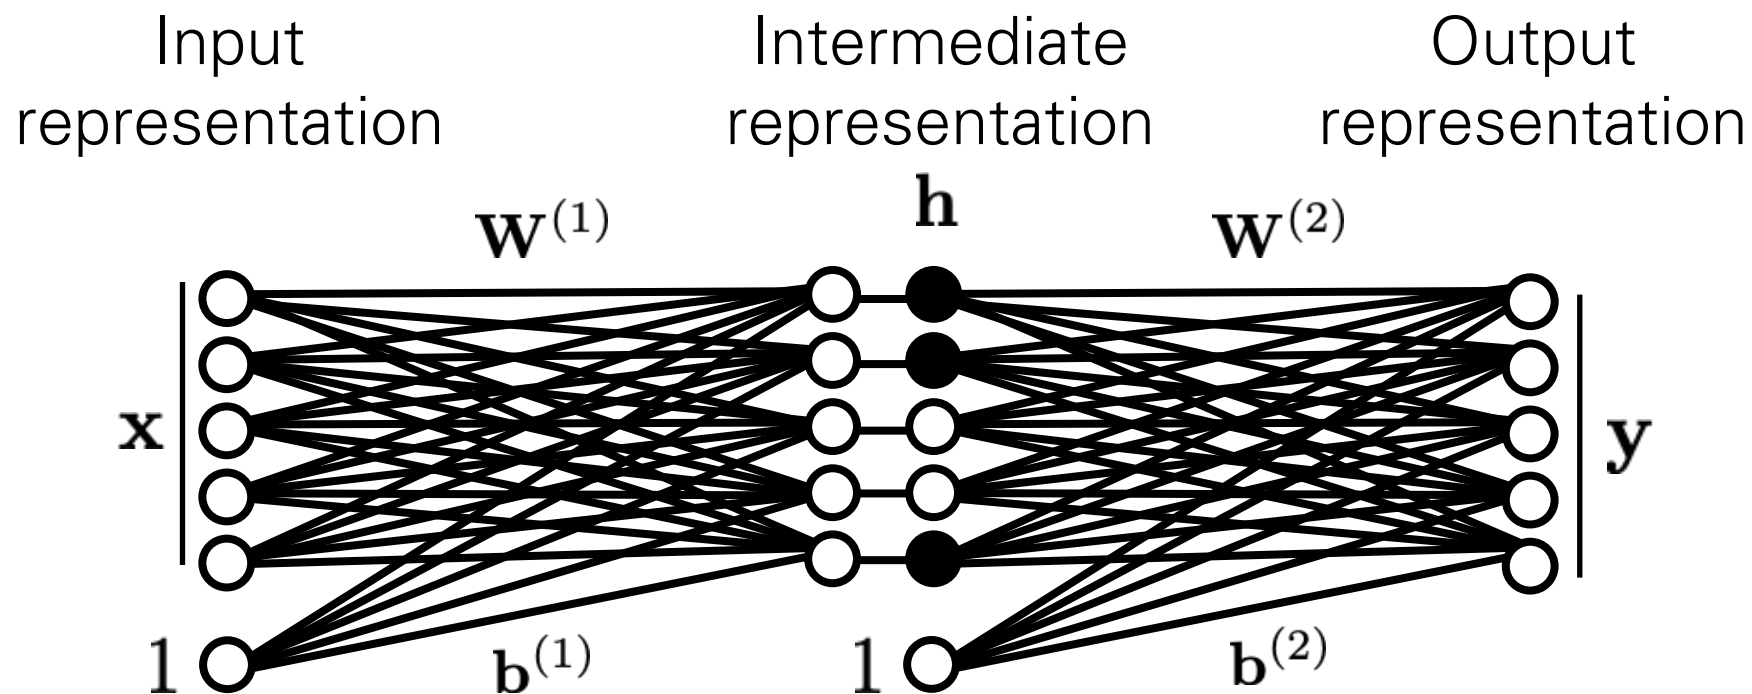 Input
representation
Intermediate
representation
Output
representation
W(1)
h
W(2)
x
y
1
b(1)
1
b(2)